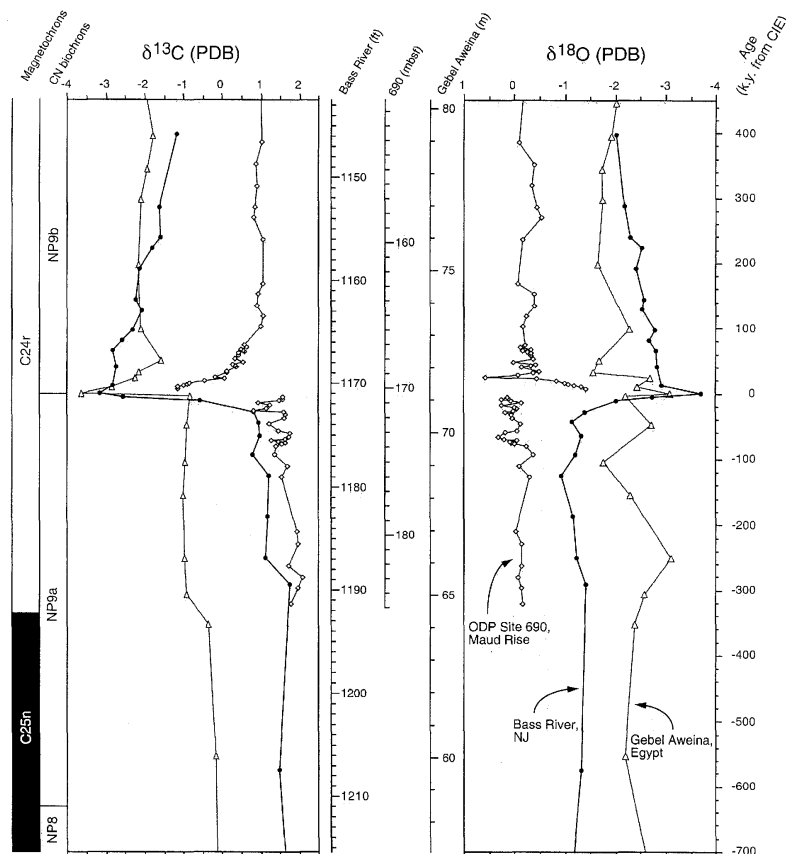 Magnetochrons
CN biochrons
δ13C (PDB)
Bass River (ft)
690 (mbsf)
Gebel Aweina (m)
δ18O (PDB)
Age
(k.y. from CIE)
-4 -3 -2 -1 0 1 2
1 0 -1 -2 -3 -4
C24r
C25n
NP9b
NP9a
NP8
1150
1160
1170
1180
1190
1200
1210
160
170
180
80
75
70
65
60
400
300
200
100
0
-100
-200
-300
-400
-500
-600
-700
ODP Site 690,
Maud Rise
Bass River,
NJ
Gebel Aweina,
Egypt